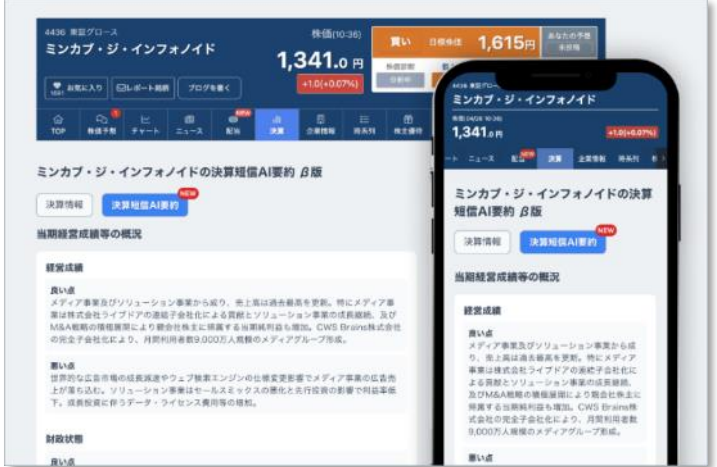 4436 東証グロース
ミンカブ・ジ・インフォノイド
お気に入り
レポート銘柄
ブログを書く
株価(10:36)
1,341.0 円
+1.0(+0.07%)
買い
目標株価
1,615円
あなたの予想
未投稿
株価診断
TOP
株価予想
チャート
ニュース
配当
NEW
決算
企業情報
時系列
株主優待
ミンカブ・ジ・インフォノイドの決算短信AI要約 β版
決算情報
決算短信AI要約
NEW
当期経営成績等の概況
経営成績
良い点
メディア事業及びソリューション事業から成り、売上高は過去最高を更新。特にメディア事
業は株式会社ライブドアの連結子会社化による貢献とソリューション事業の成長継続、及び
M&A戦略の積極展開により親会社株主に帰属する当期純利益も増加。CWS Brains株式会社
の完全子会社化により、月間利用者数9,000万人規模のメディアグループ形成。
悪い点
世界的な広告市場の成長減速やウェブ検索エンジンの仕様変更影響でメディア事業の広告売
上が落ち込む。ソリューション事業はセールスミックスの悪化と先行投資の影響で利益率低
下。成長投資に伴うデータ・ライセンス費用等の増加。
財政状態
良い点
4436 東証グロース
ミンカブ・ジ・インフォノイド
1,341.0 円
+1.0(+0.07%)
ニュース
配当
NEW
決算
企業情報
時系列
ミンカブ・ジ・インフォノイドの決算
短信AI要約 β版
決算情報
決算短信AI要約
NEW
当期経営成績等の概況
経営成績
良い点
メディア事業及びソリューション事業から成
り、売上高は過去最高を更新。特にメディア
事業は株式会社ライブドアの連結子会社化に
よる貢献とソリューション事業の成長継続、
及びM&A戦略の積極展開により親会社株主に
帰属する当期純利益も増加。CWS Brains株
式会社の完全子会社化により、月間利用者数
9,000万人規模のメディアグループ形成。
悪い点